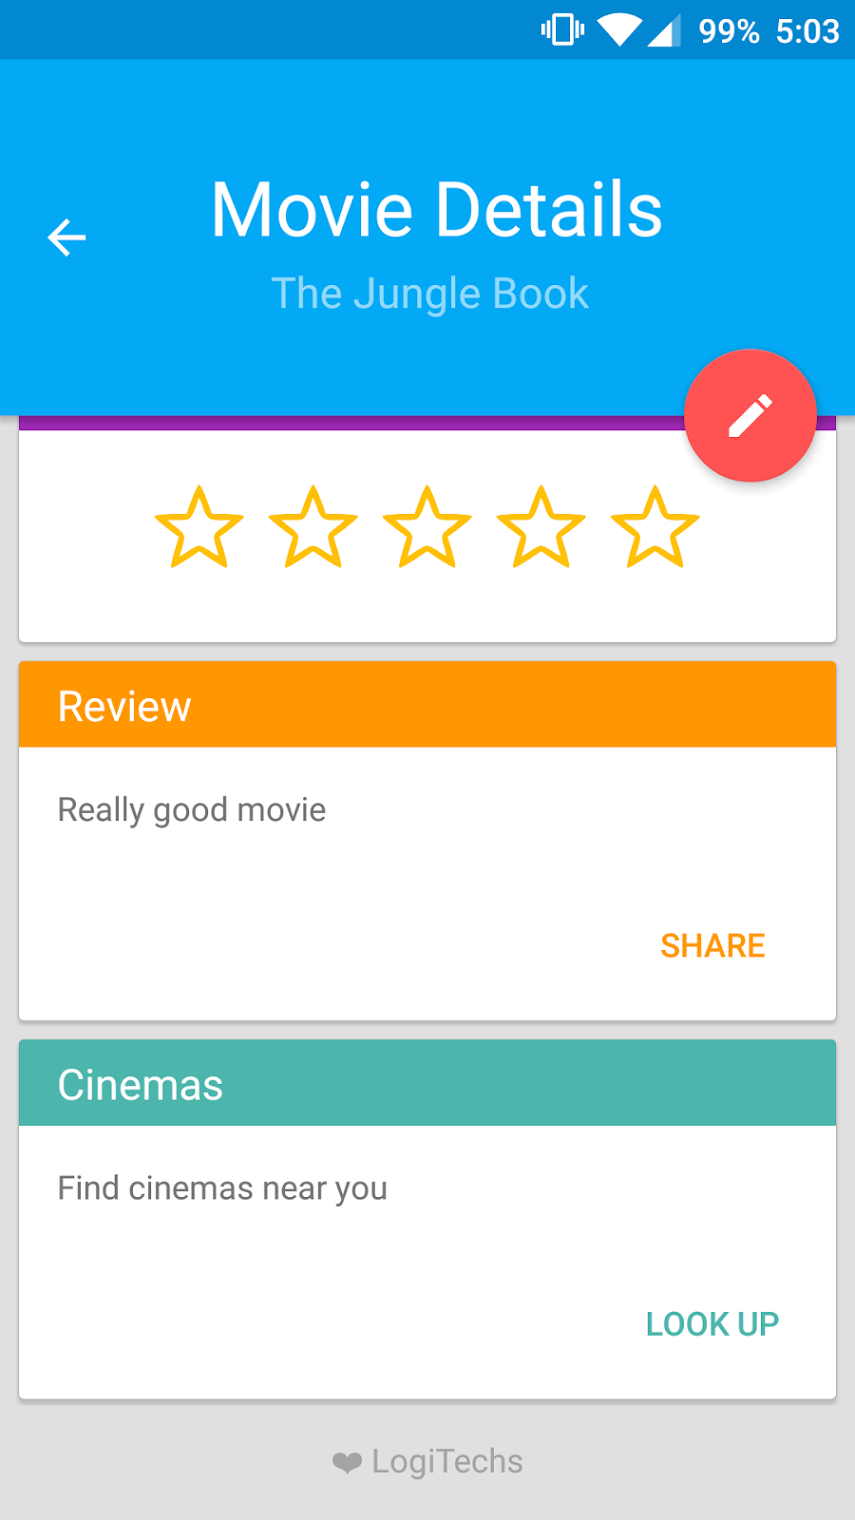 99% 5:03
Movie Details
The Jungle Book
Review
Really good movie
SHARE
Cinemas
Find cinemas near you
LOOK UP
❤ LogiTechs